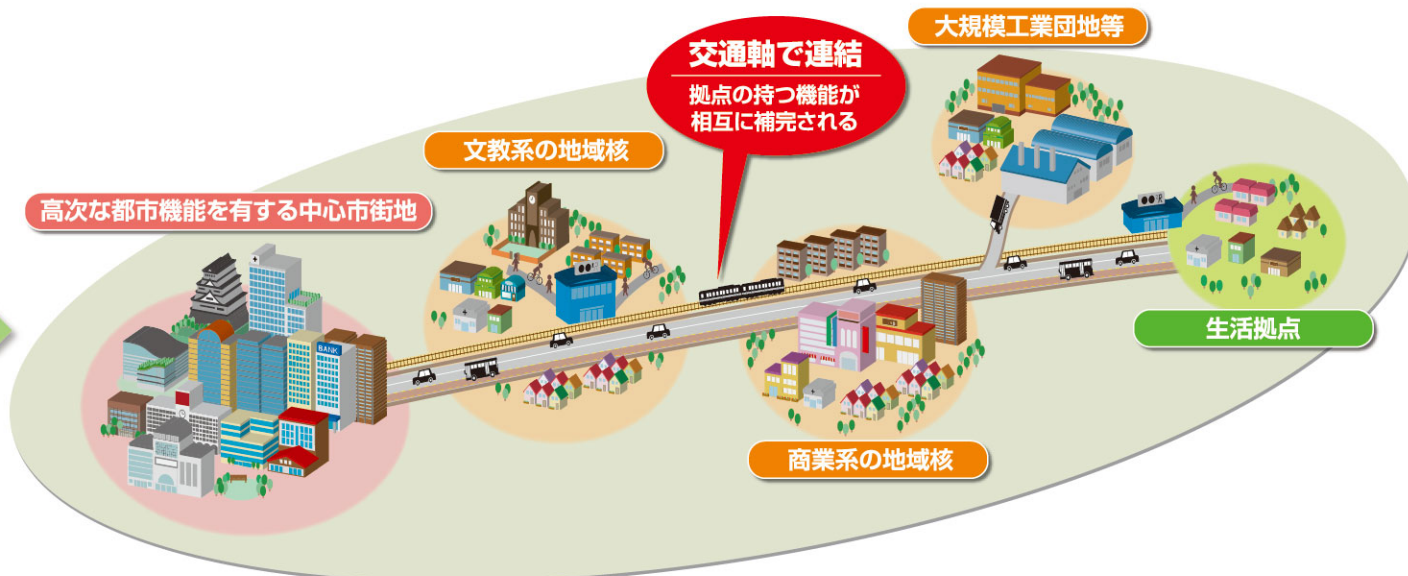 大規模工業団地等
交通軸で連結
拠点の持つ機能が
相互に補完される
文教系の地域核
高次な都市機能を有する中心市街地
BANK
生活拠点
商業系の地域核